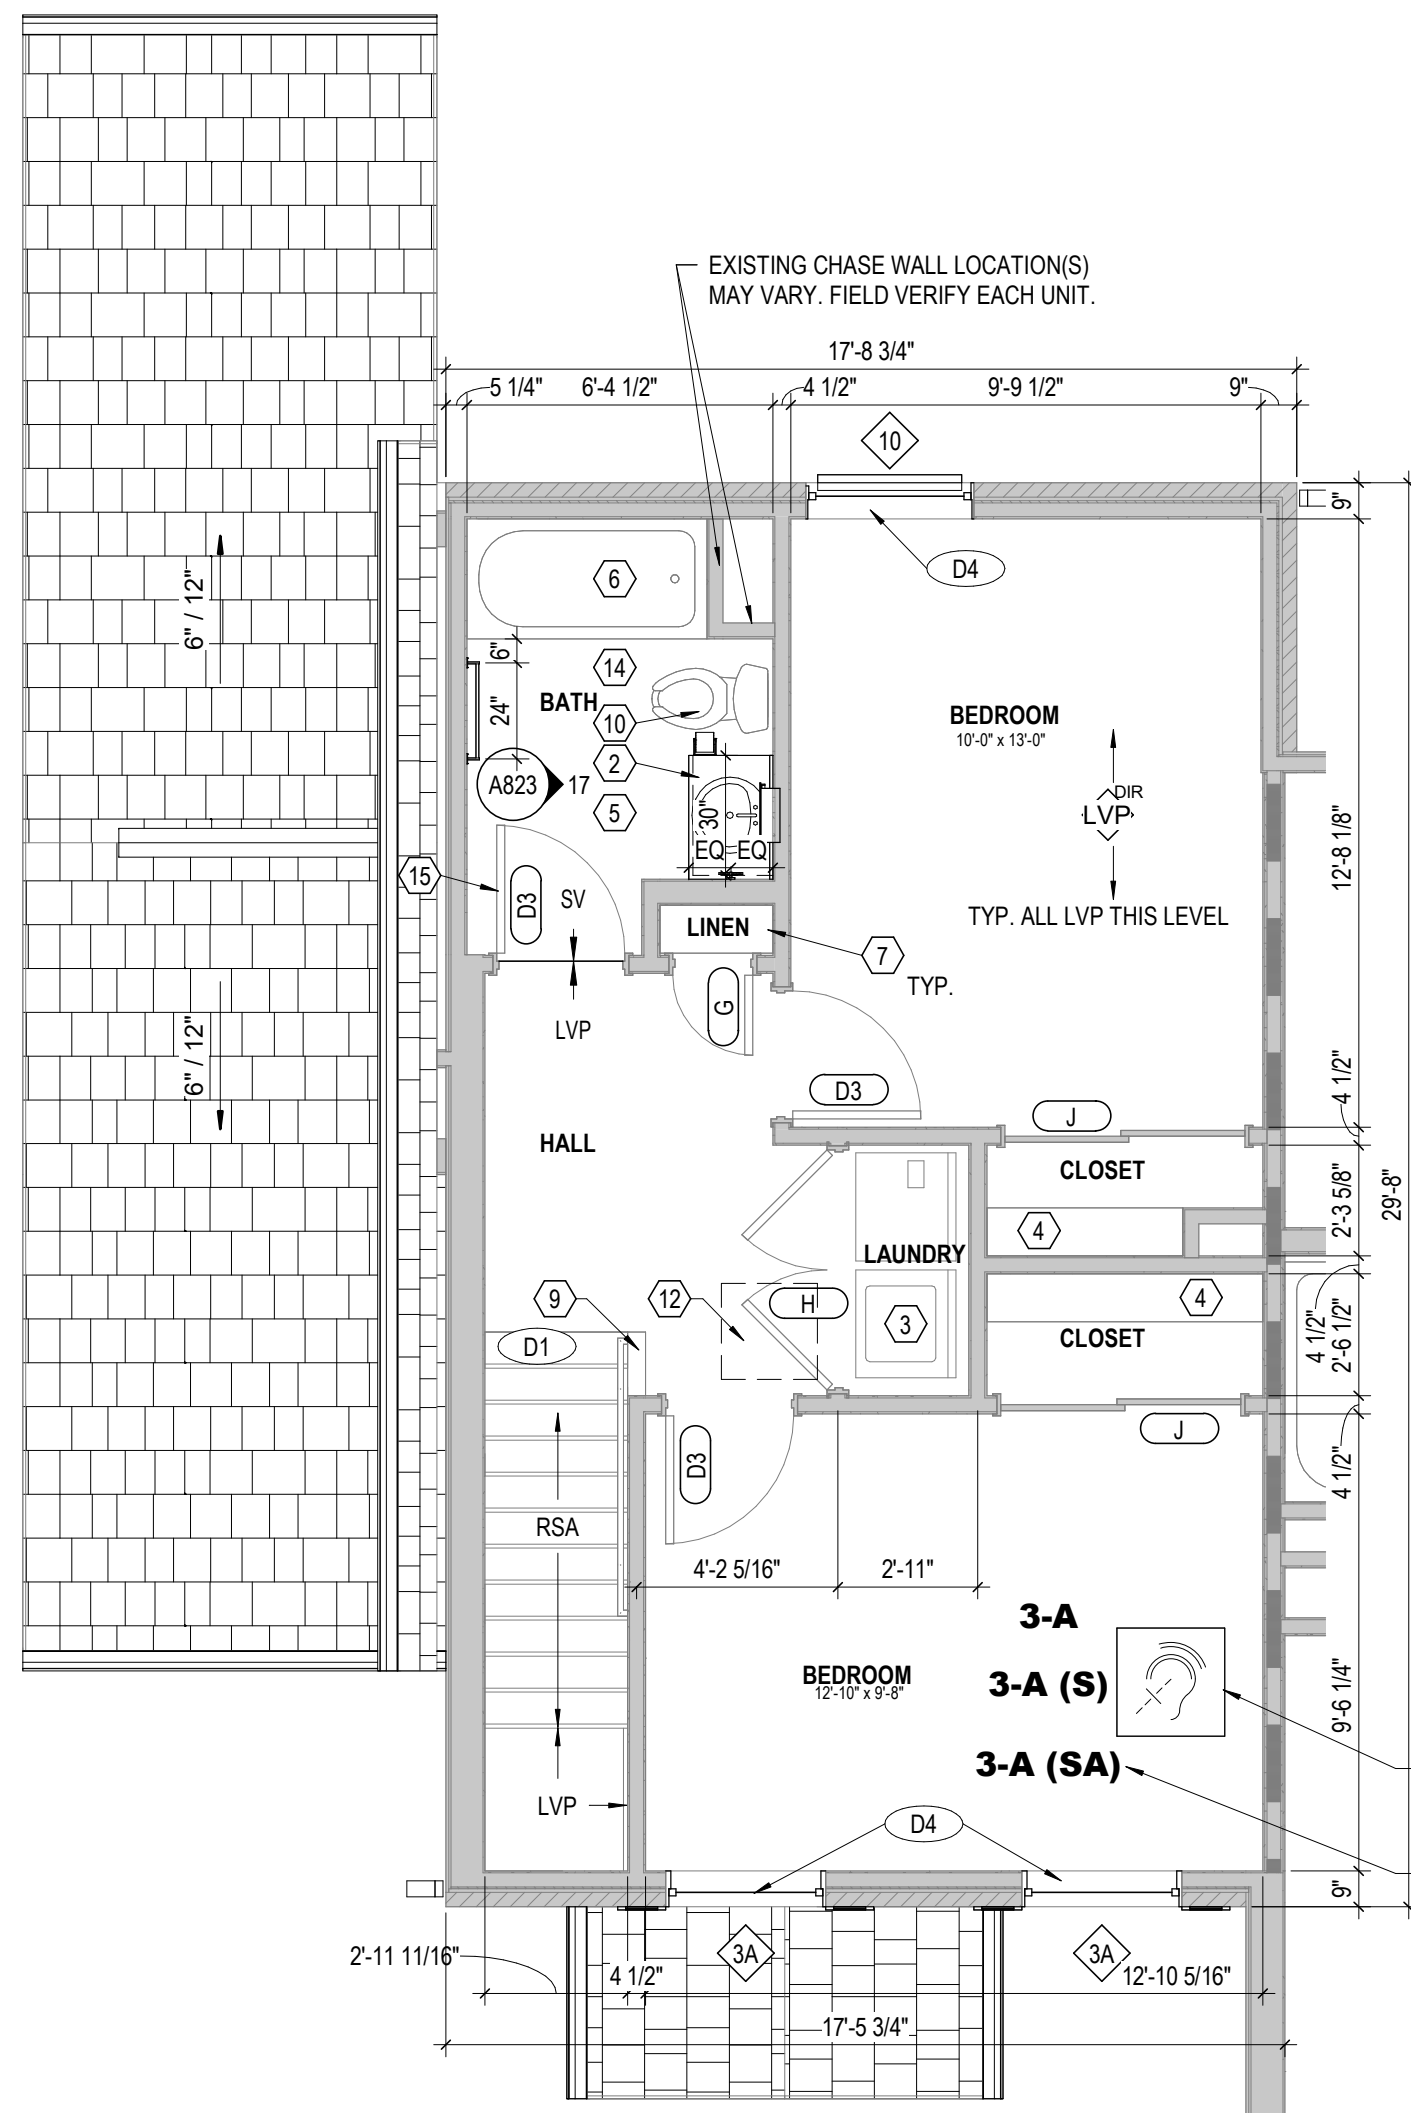 EXISTING CHASE WALL LOCATION(S)
MAY VARY. FIELD VERIFY EACH UNIT.
17'-8 3/4"
5 1/4"
6'-4 1/2"
4 1/2"
9'-9 1/2"
9"
10
9"
D4
6
6" / 12"
6"
14
24"
BATH
10
BEDROOM
10'-0" x 13'-0"
2
A823
17
5
30"
EQ
EQ
DIR
LVP
12'-8 1/8"
15
D3
SV
LINEN
7
TYP.
TYP. ALL LVP THIS LEVEL
G
LVP
6" / 12"
D3
J
4 1/2"
HALL
CLOSET
2'-3 5/8"
29'-8"
4
LAUNDRY
9
12
H
3
4
D1
CLOSET
4 1/2"
2'-6 1/2"
J
D3
4 1/2"
RSA
4'-2 5/16"
2'-11"
3-A
BEDROOM
12'-10" x 9'-8"
3-A (S)
9'-6 1/4"
3-A (SA)
LVP
D4
9"
2'-11 11/16"
4 1/2"
3A
3A
12'-10 5/16"
17'-5 3/4"